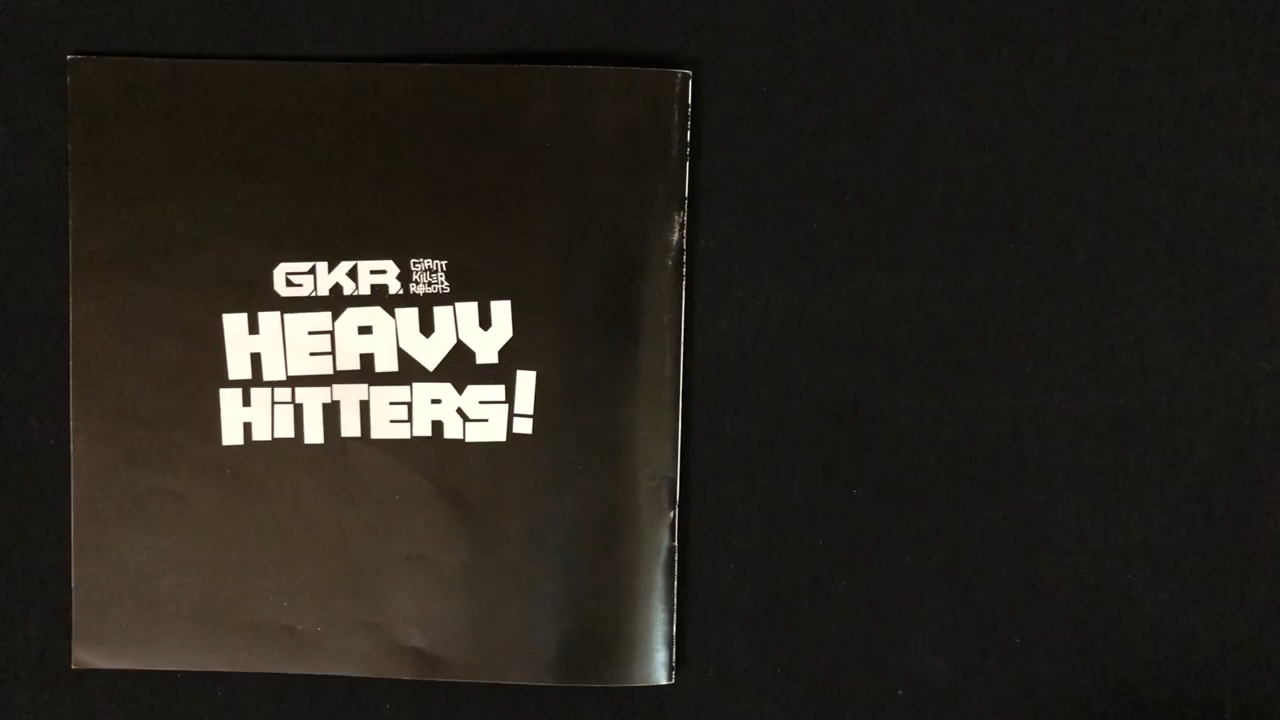 G.K.R. GiANT
KiLLER
ROBOTS
HEAVY
HiTTERS!